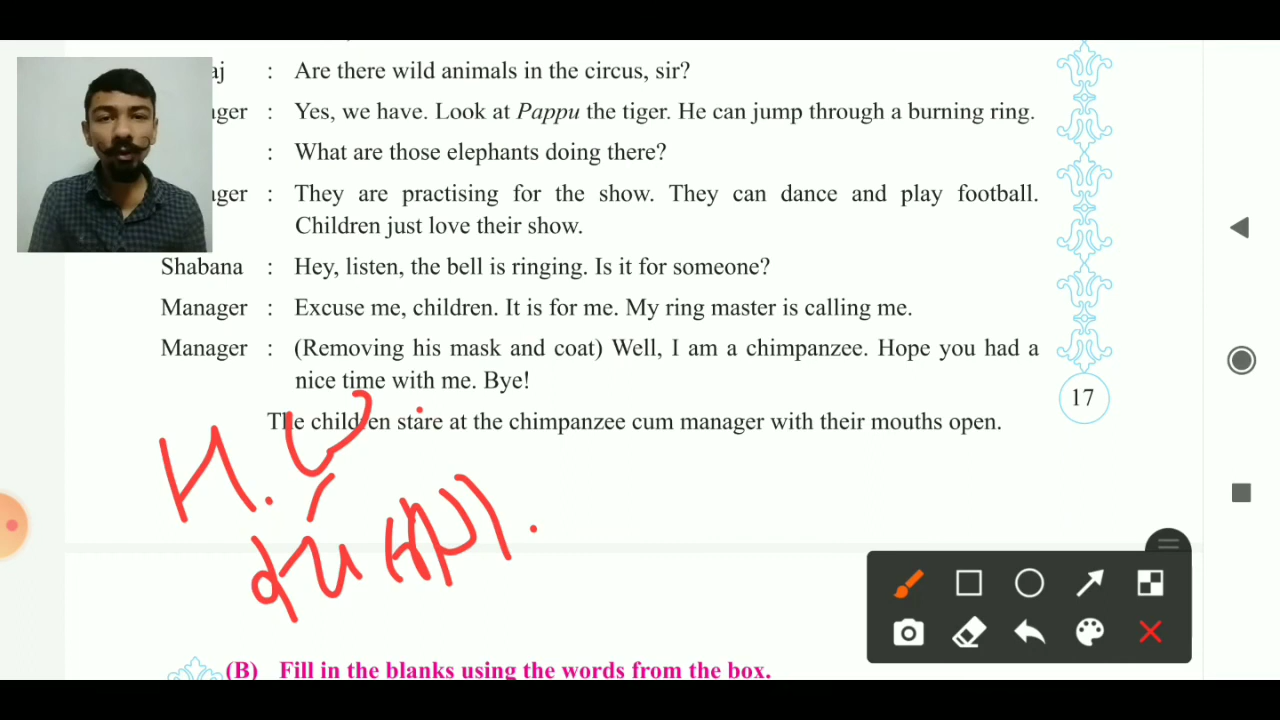 aj : Are there wild animals in the circus, sir?
ger : Yes, we have. Look at Pappu the tiger. He can jump through a burning ring.
: What are those elephants doing there?
ger : They are practising for the show. They can dance and play football.
Children just love their show.
Shabana : Hey, listen, the bell is ringing. Is it for someone?
Manager : Excuse me, children. It is for me. My ring master is calling me.
Manager : (Removing his mask and coat) Well, I am a chimpanzee. Hope you had a
nice time with me. Bye!
17
The children stare at the chimpanzee cum manager with their mouths open.
H.W.
(B) Fill in the blanks using the words from the box.